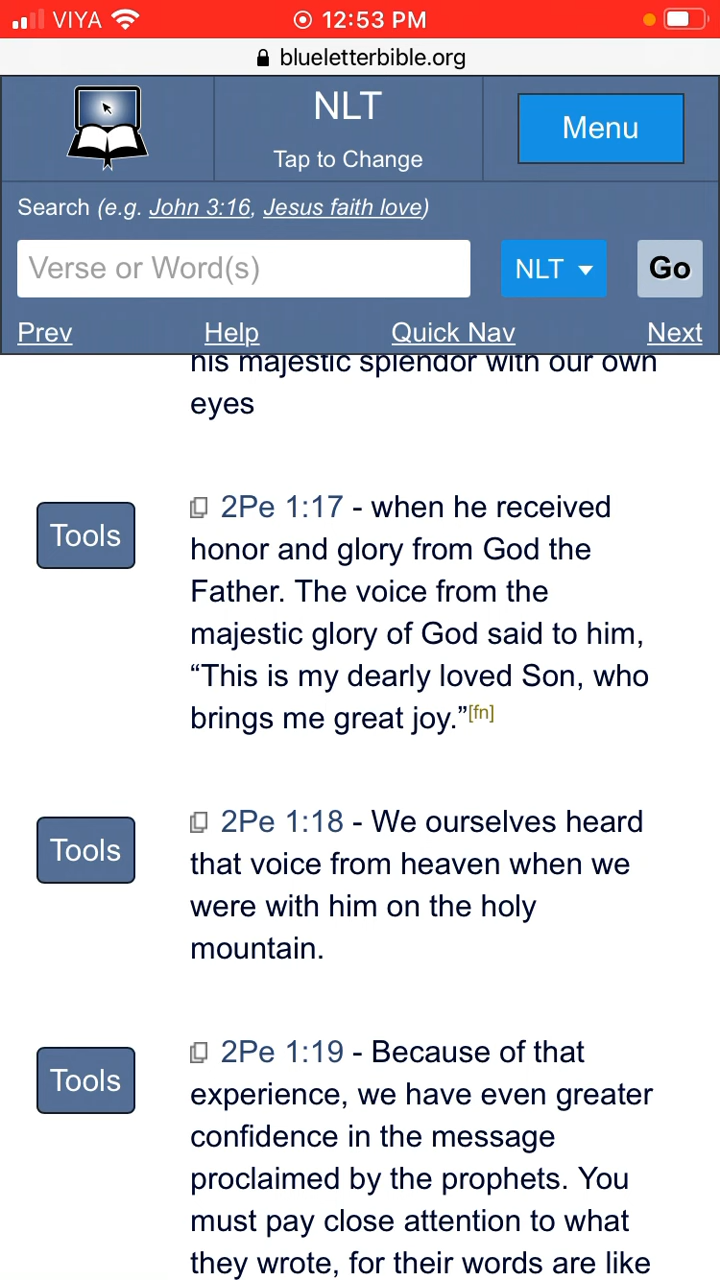 VIYA 12:53 PM
blueletterbible.org
NLT
Tap to Change
Menu
Search (e.g. John 3:16, Jesus faith love)
Verse or Word(s) NLT Go
Prev Help Quick Nav Next
his majestic splendor with our own
eyes
Tools
2Pe 1:17 - when he received
honor and glory from God the
Father. The voice from the
majestic glory of God said to him,
“This is my dearly loved Son, who
brings me great joy.”[fn]
Tools
2Pe 1:18 - We ourselves heard
that voice from heaven when we
were with him on the holy
mountain.
Tools
2Pe 1:19 - Because of that
experience, we have even greater
confidence in the message
proclaimed by the prophets. You
must pay close attention to what
they wrote, for their words are like